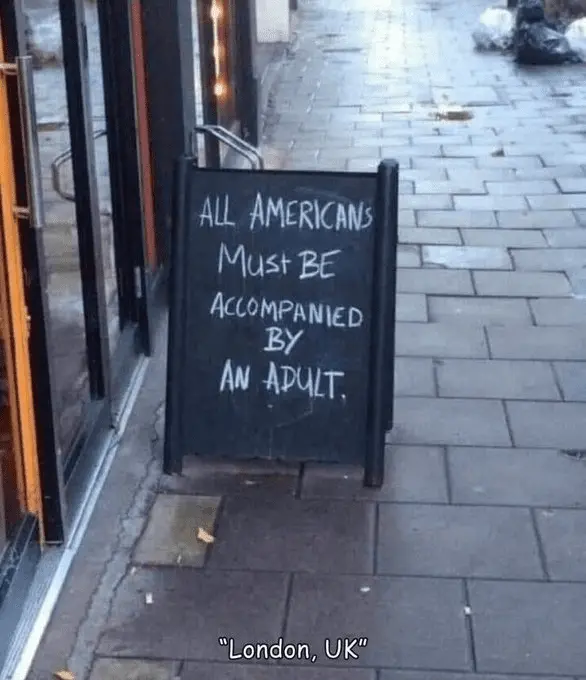 ALL AMERICANS
MUSt BE
ACCOMPANIED
BY
AN ADULT.
"London, UK"